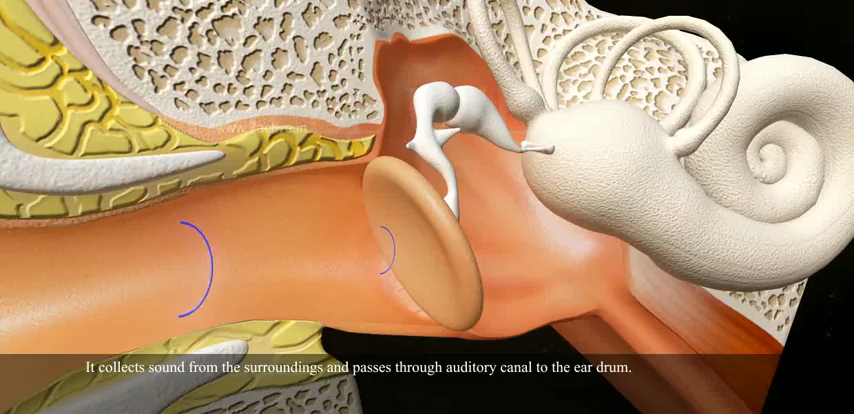 It collects sound from the surroundings and passes through auditory canal to the ear drum.